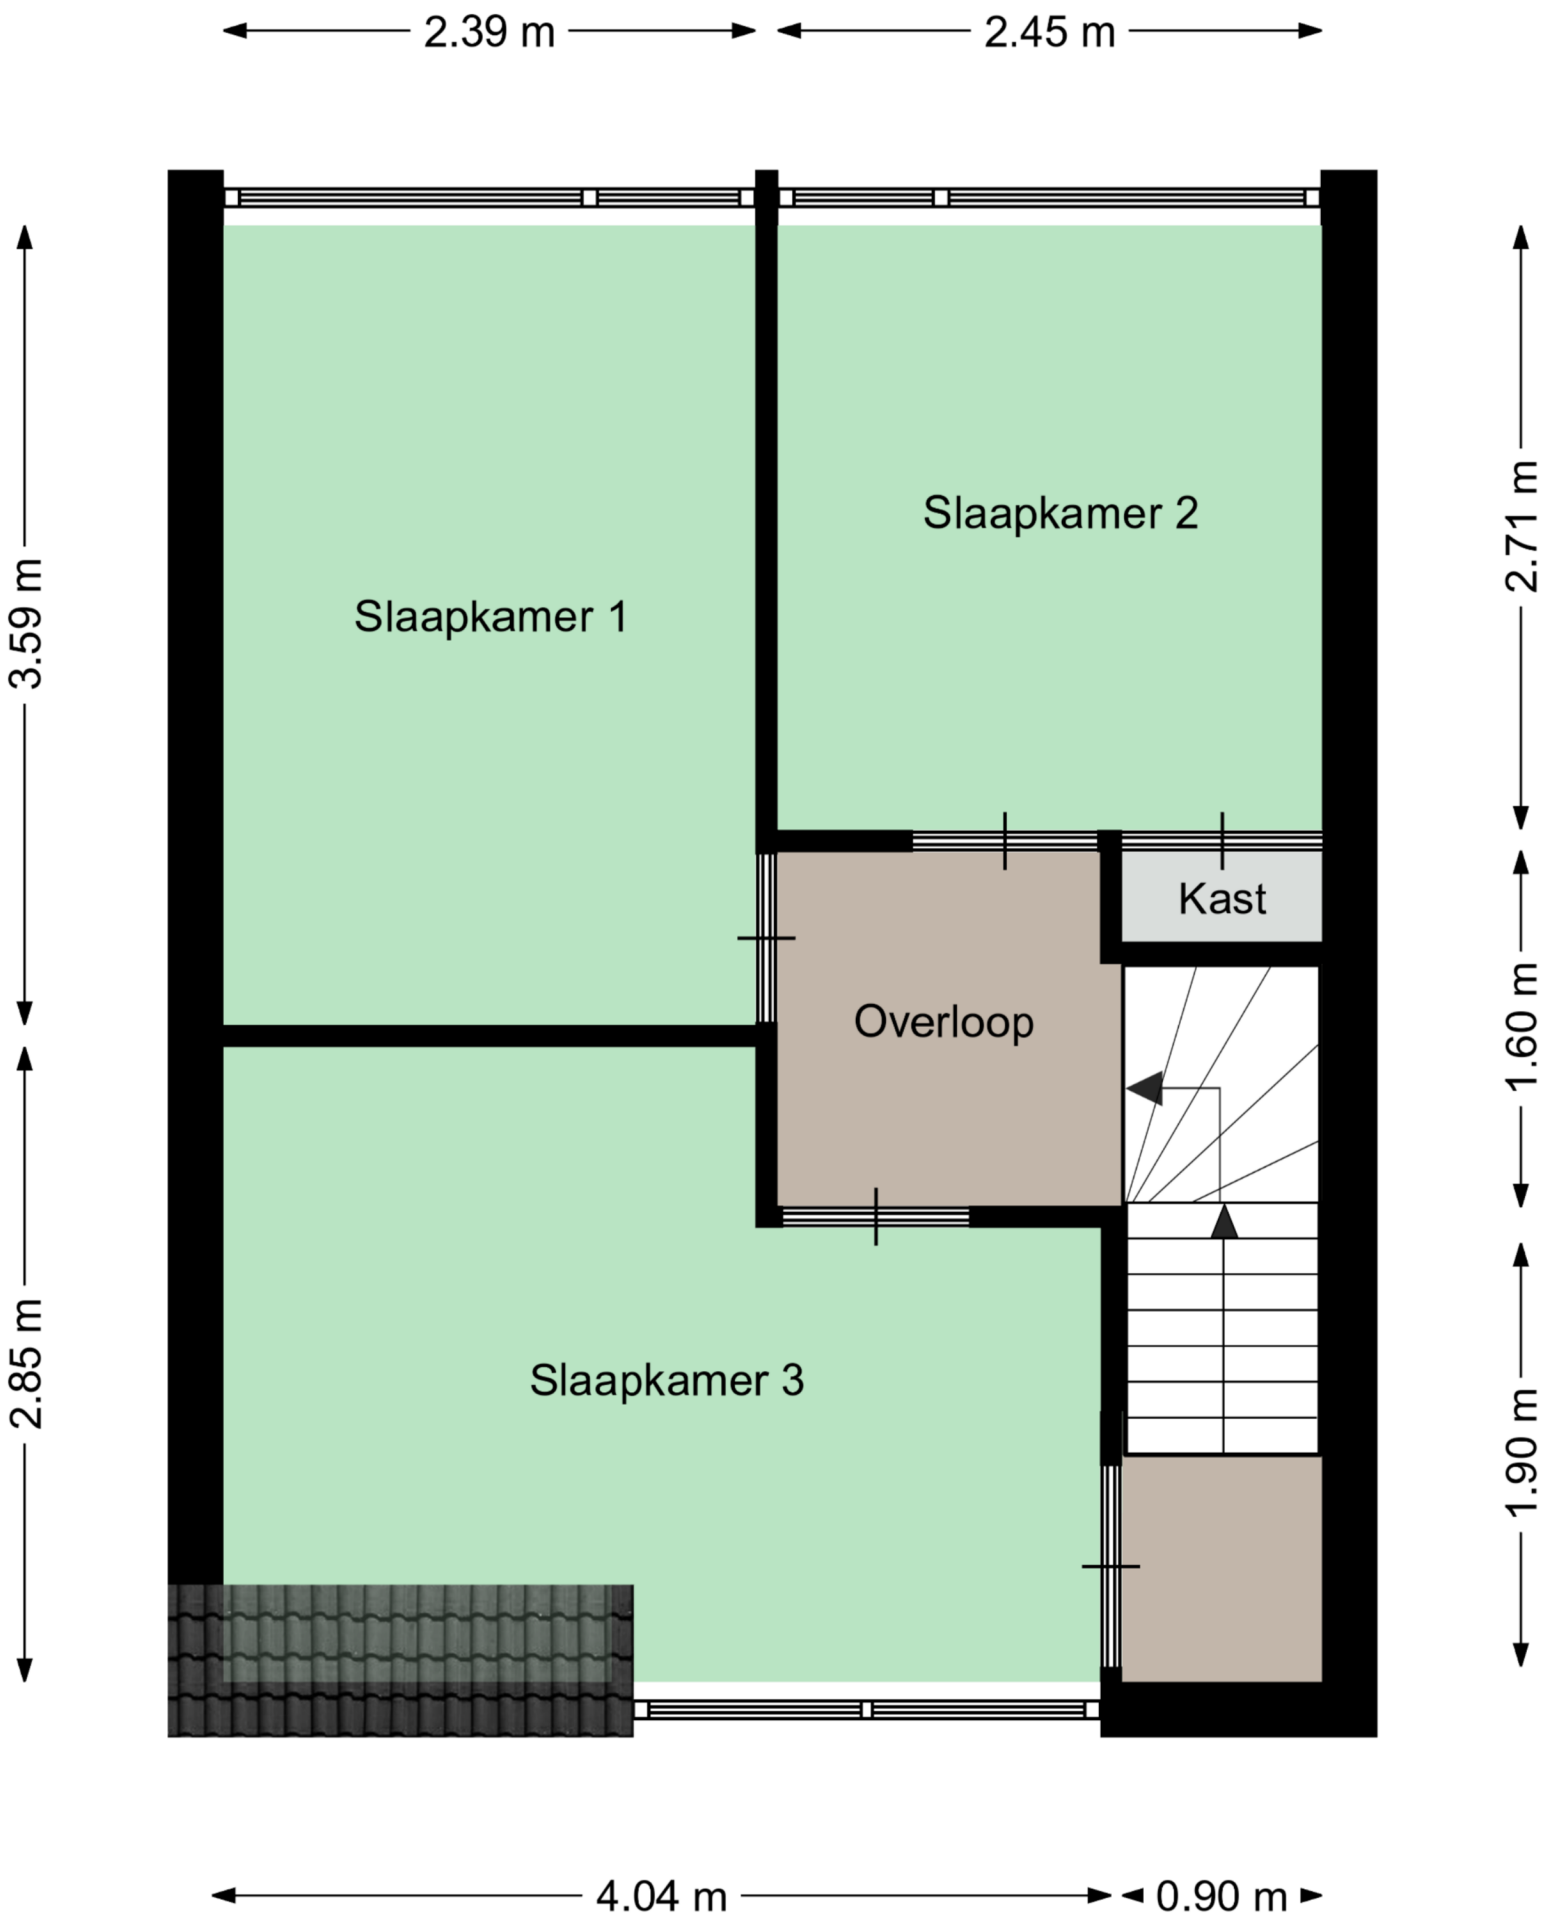 2.39 m
2.45 m
3.59 m
2.71 m
Slaapkamer 2
Slaapkamer 1
Kast
Overloop
1.60 m
2.85 m
Slaapkamer 3
1.90 m
4.04 m
0.90 m